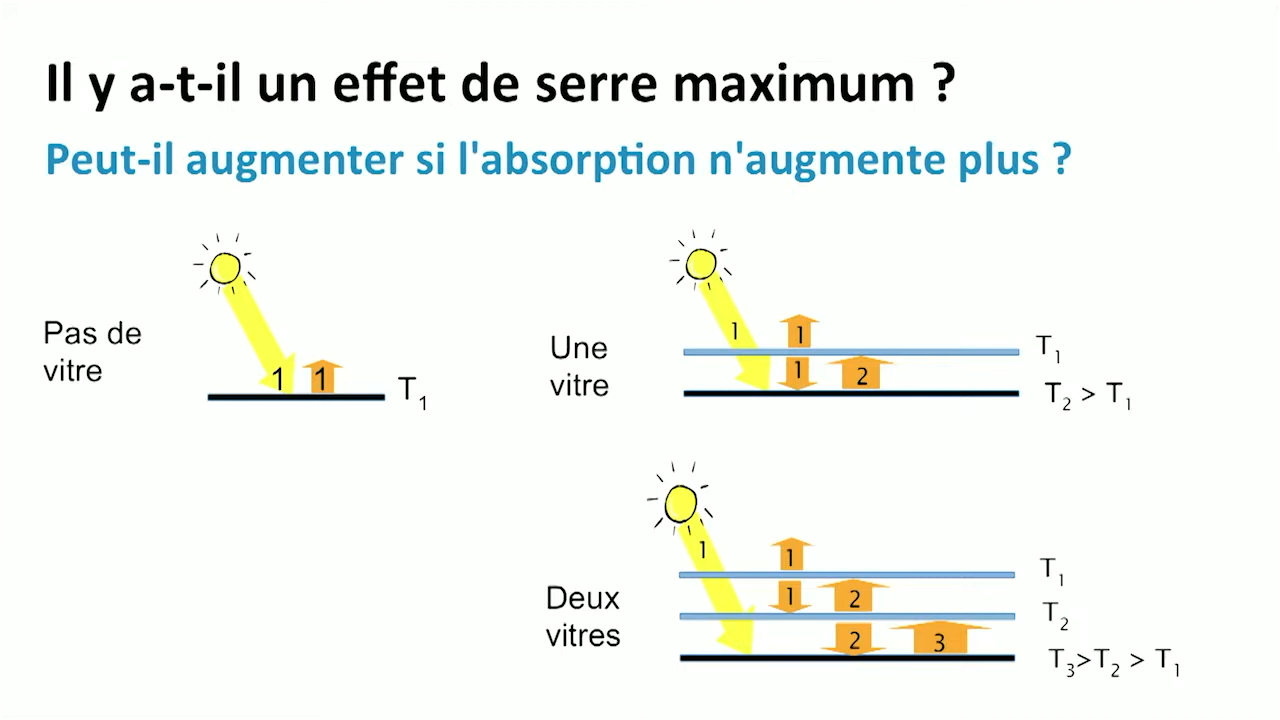 Il y a-t-il un effet de serre maximum ?
Peut-il augmenter si l'absorption n'augmente plus ?
Pas de
vitre
1 1
T1
Une
vitre
1
1
1
2
T1
T2 > T1
Deux
vitres
1
1
1
2
2
3
T1
T2
T3>T2 > T1